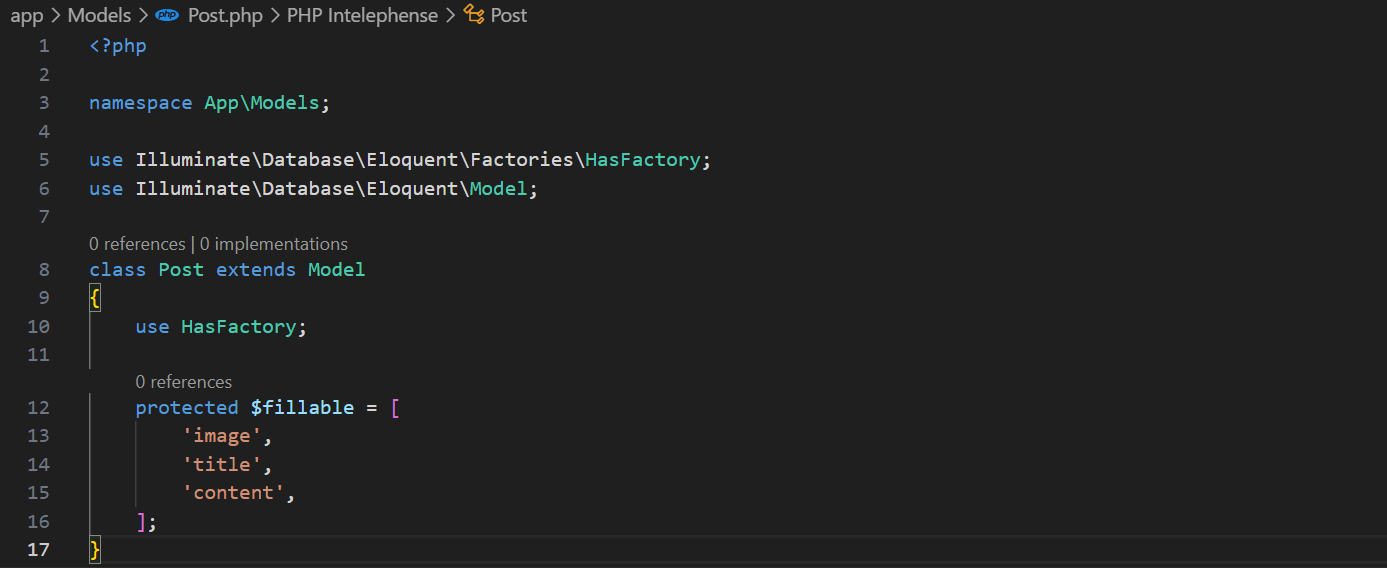 app > Models > php Post.php > PHP Intelephense > Post
1 <?php
2
3 namespace App\Models;
4
5 use Illuminate\Database\Eloquent\Factories\HasFactory;
6 use Illuminate\Database\Eloquent\Model;
7
0 references | 0 implementations
8 class Post extends Model
9 {
10     use HasFactory;
11
0 references
12     protected $fillable = [
13         'image',
14         'title',
15         'content',
16     ];
17 }